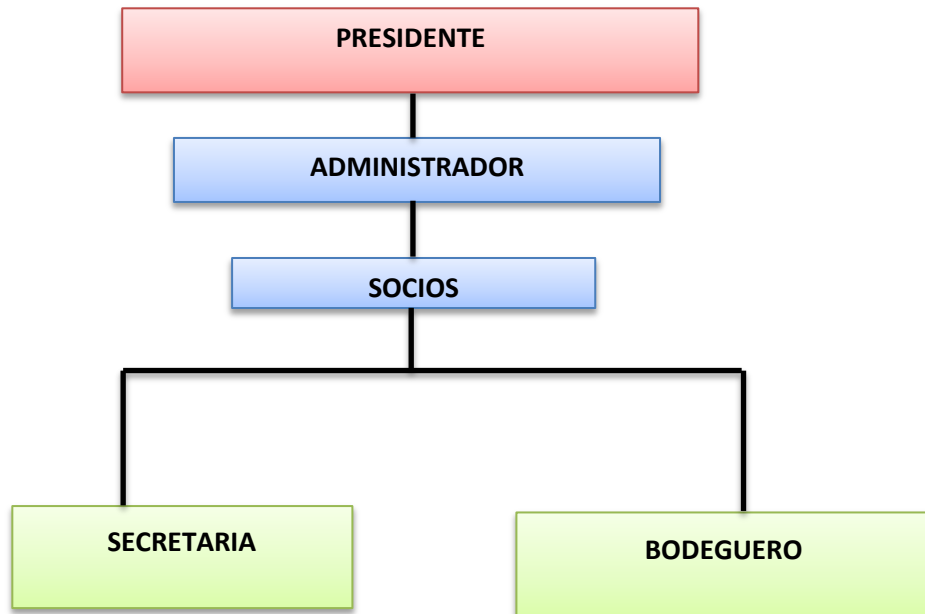 PRESIDENTE
ADMINISTRADOR
SOCIOS
SECRETARIA
BODEGUERO